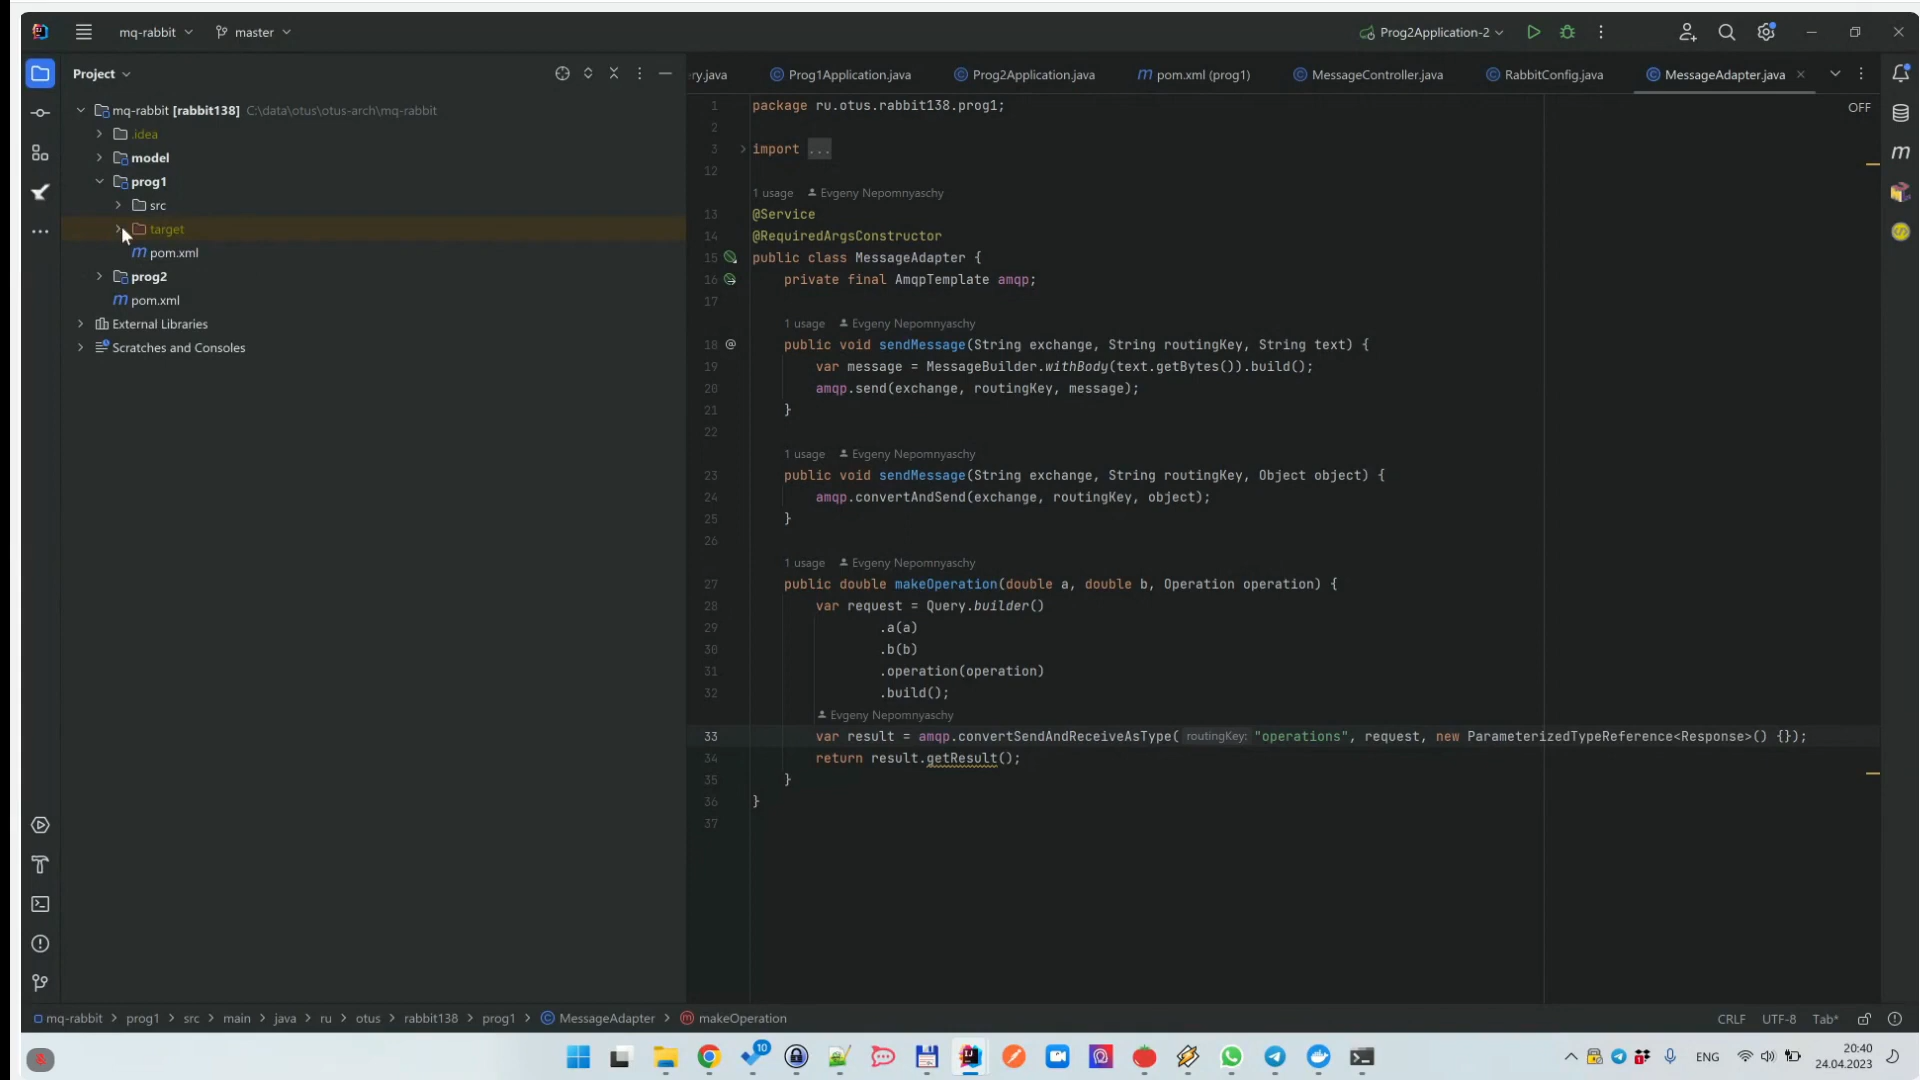 mq-rabbit
master
Prog2Application-2
Project
ry.java
Prog1Application.java
Prog2Application.java
pom.xml (prog1)
MessageController.java
RabbitConfig.java
MessageAdapter.java
mq-rabbit [rabbit138] C:\data\otus\otus-arch\mq-rabbit
.idea
model
prog1
src
target
pom.xml
prog2
pom.xml
External Libraries
Scratches and Consoles
OFF
1 package ru.otus.rabbit138.prog1;
2
3 import ...
12
1 usage Evgeny Nepomnyaschy
13 @Service
14 @RequiredArgsConstructor
15 public class MessageAdapter {
16 private final AmqpTemplate amqp;
17
1 usage Evgeny Nepomnyaschy
18 @ public void sendMessage(String exchange, String routingKey, String text) {
19 var message = MessageBuilder.withBody(text.getBytes()).build();
20 amqp.send(exchange, routingKey, message);
21 }
22
1 usage Evgeny Nepomnyaschy
23 public void sendMessage(String exchange, String routingKey, Object object) {
24 amqp.convertAndSend(exchange, routingKey, object);
25 }
26
1 usage Evgeny Nepomnyaschy
27 public double makeOperation(double a, double b, Operation operation) {
28 var request = Query.builder()
29 .a(a)
30 .b(b)
31 .operation(operation)
32 .build();
Evgeny Nepomnyaschy
33 var result = amqp.convertSendAndReceiveAsType( routingKey: "operations", request, new ParameterizedTypeReference<Response>() {});
34 return result.getResult();
35 }
36 }
37
mq-rabbit > prog1 > src > main > java > ru > otus > rabbit138 > prog1 > MessageAdapter > makeOperation
CRLF UTF-8 Tab*
10
ENG
20:40
24.04.2023